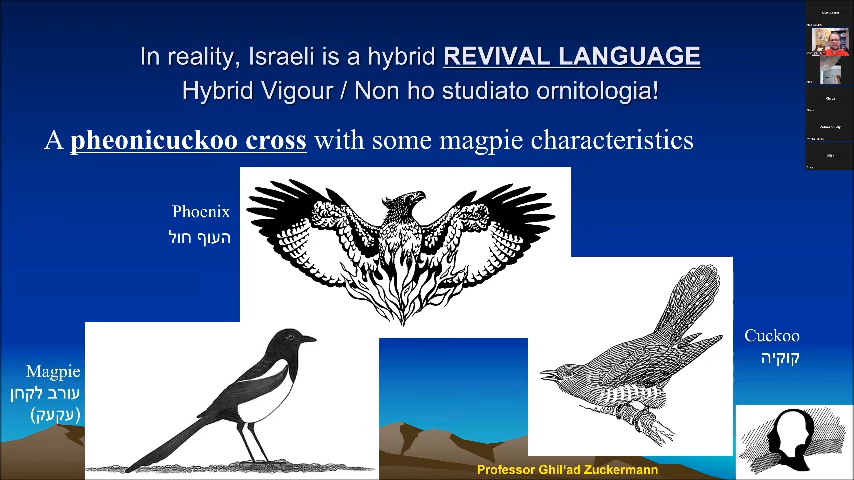 In reality, Israeli is a hybrid REVIVAL LANGUAGE
Hybrid Vigour / Non ho studiato ornitologia!
A pheonicuckoo cross with some magpie characteristics
Phoenix
העוף חול
Cuckoo
קוקיה
Magpie
עורב לקחן
(עקעק)
Professor Ghil‘ad Zuckermann